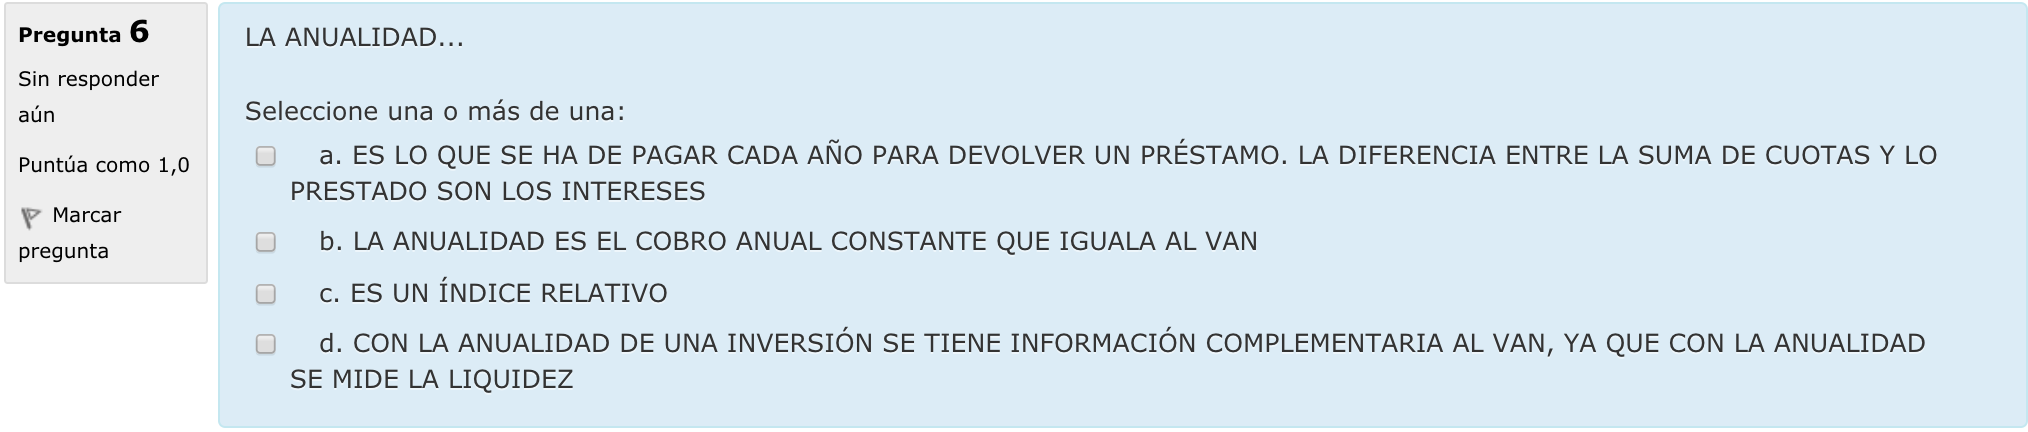 Pregunta 6
Sin responder
aún
Puntúa como 1,0
Marcar
pregunta
LA ANUALIDAD...
Seleccione una o más de una:
a. ES LO QUE SE HA DE PAGAR CADA AÑO PARA DEVOLVER UN PRÉSTAMO. LA DIFERENCIA ENTRE LA SUMA DE CUOTAS Y LO
PRESTADO SON LOS INTERESES
b. LA ANUALIDAD ES EL COBRO ANUAL CONSTANTE QUE IGUALA AL VAN
c. ES UN ÍNDICE RELATIVO
d. CON LA ANUALIDAD DE UNA INVERSIÓN SE TIENE INFORMACIÓN COMPLEMENTARIA AL VAN, YA QUE CON LA ANUALIDAD
SE MIDE LA LIQUIDEZ